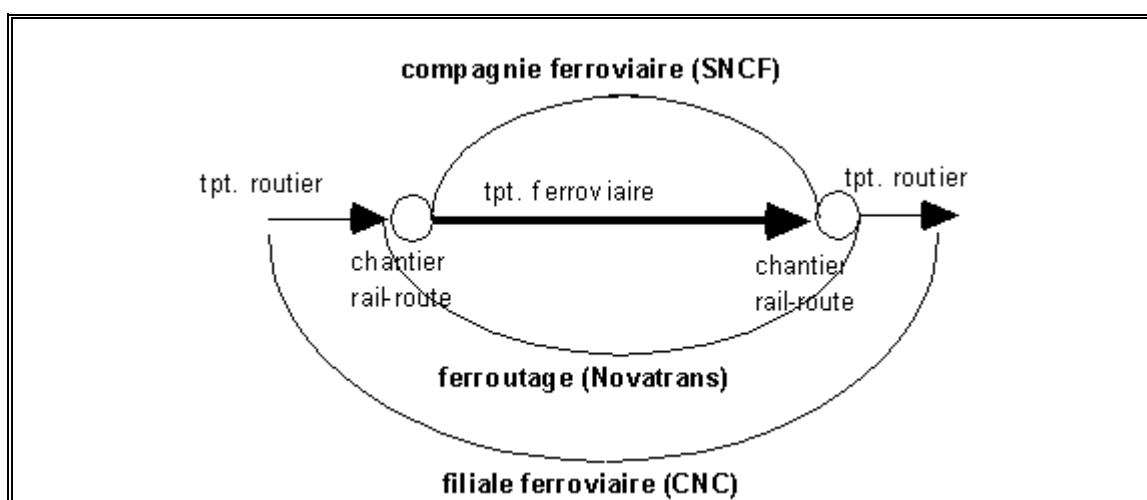 compagnie ferroviaire (SNCF)
tpt. routier
tpt. ferroviaire
tpt. routier
chantier
rail-route
chantier
rail-route
ferroutage (Novatrans)
filiale ferroviaire (CNC)